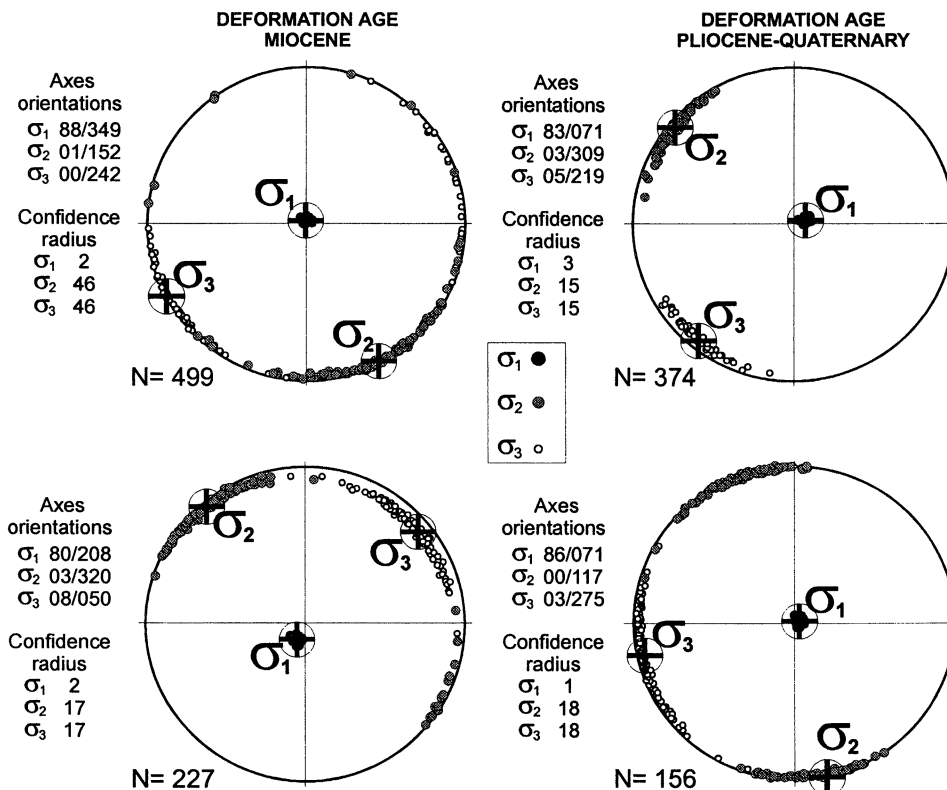 DEFORMATION AGE
MIOCENE
Axes
orientations
σ1 88/349
σ2 01/152
σ3 00/242
Confidence
radius
σ1 2
σ2 46
σ3 46
σ1
σ3
σ2
N= 499
DEFORMATION AGE
PLIOCENE-QUATERNARY
Axes
orientations
σ1 83/071
σ2 03/309
σ3 05/219
Confidence
radius
σ1 3
σ2 15
σ3 15
σ2
σ1
σ3
N= 374
σ1
σ2
σ3
Axes
orientations
σ1 80/208
σ2 03/320
σ3 08/050
Confidence
radius
σ1 2
σ2 17
σ3 17
σ2
σ3
σ1
N= 227
Axes
orientations
σ1 86/071
σ2 00/117
σ3 03/275
Confidence
radius
σ1 1
σ2 18
σ3 18
σ1
σ3
σ2
N= 156